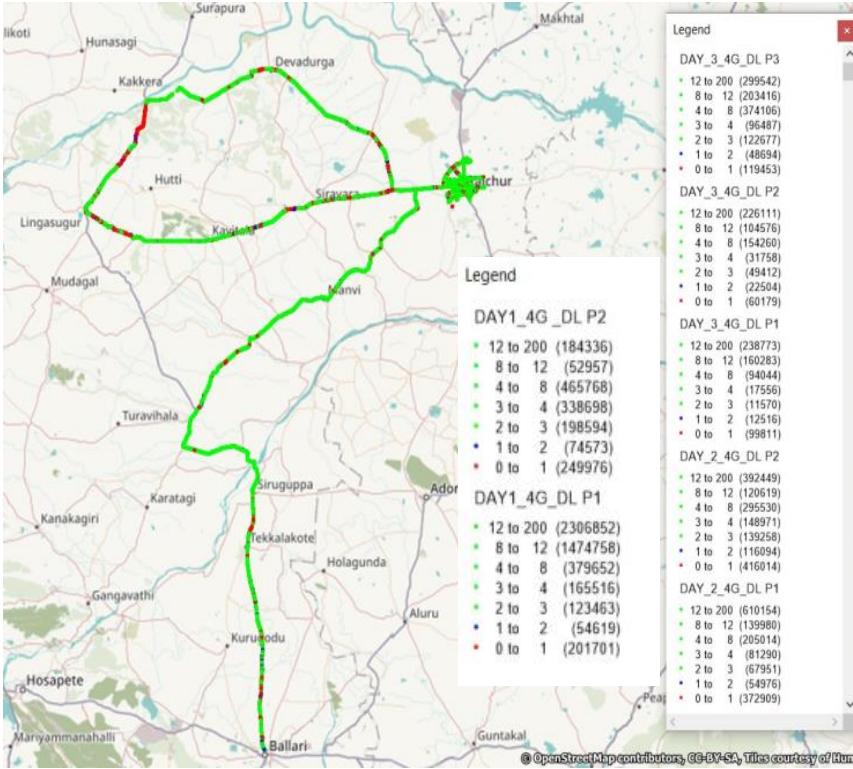 likoti
Surapura
Hunasagi
Makhtal
Devadurga
Kakkera
Hutti
Siravara
Lingasugur
Kavitala
Mudagal
Manvi
Turavihala
Siruguppa
Karatagi
Kanakagiri
Tekkalakote
Holagunda
Gangavathi
Aluru
Kurugodu
Hosapete
Mariyammanahalli
Ballari
Guntakal
© OpenStreetMap contributors, CC-BY-SA, Tiles courtesy of Hum
Legend
DAY1_4G _DL P2
12 to 200 (184336)
8 to 12 (52957)
4 to 8 (465768)
3 to 4 (338698)
2 to 3 (198594)
1 to 2 (74573)
0 to 1 (249976)
DAY1_4G_DL P1
12 to 200 (2306852)
8 to 12 (1474758)
4 to 8 (379652)
3 to 4 (165516)
2 to 3 (123463)
1 to 2 (54619)
0 to 1 (201701)
Legend
DAY_3_4G_DL P3
12 to 200 (299542)
8 to 12 (203416)
4 to 8 (374106)
3 to 4 (96487)
2 to 3 (122677)
1 to 2 (48694)
0 to 1 (119453)
DAY_3_4G_DL P2
12 to 200 (226111)
8 to 12 (104576)
4 to 8 (154260)
3 to 4 (31758)
2 to 3 (49412)
1 to 2 (22504)
0 to 1 (60179)
DAY_3_4G_DL P1
12 to 200 (238773)
8 to 12 (160283)
4 to 8 (94044)
3 to 4 (17556)
2 to 3 (11570)
1 to 2 (12516)
0 to 1 (99811)
DAY_2_4G_DL P2
12 to 200 (392449)
8 to 12 (120619)
4 to 8 (295530)
3 to 4 (148971)
2 to 3 (139258)
1 to 2 (116094)
0 to 1 (416014)
DAY_2_4G_DL P1
12 to 200 (610154)
8 to 12 (139980)
4 to 8 (205014)
3 to 4 (81290)
2 to 3 (67951)
1 to 2 (54976)
0 to 1 (372909)